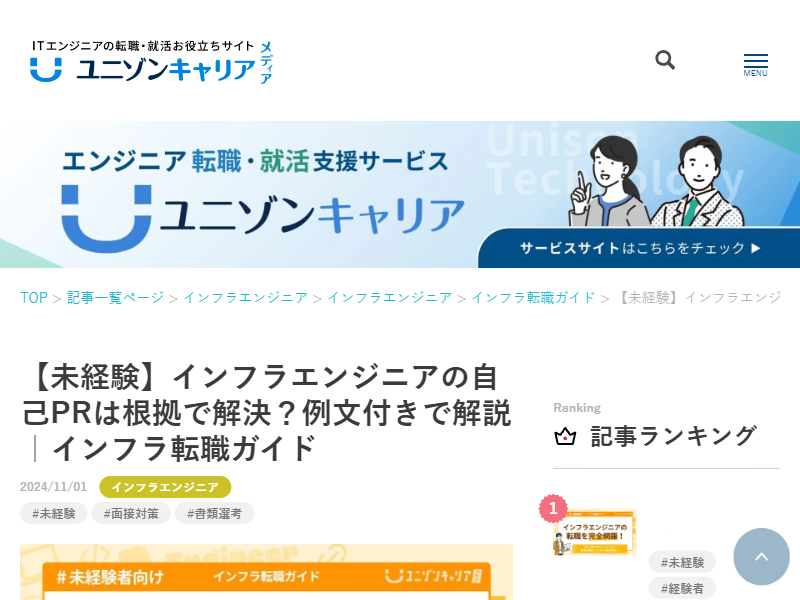 ITエンジニアの転職・就活お役立ちサイト
ユニゾンキャリア
メディア
MENU
Unison
Technology
エンジニア転職・就活支援サービス
ユニゾンキャリア
サービスサイトはこちらをチェック ▶
TOP > 記事一覧ページ > インフラエンジニア > インフラエンジニア > インフラ転職ガイド > 【未経験】インフラエンジ
【未経験】インフラエンジニアの自
己PRは根拠で解決？例文付きで解説
｜インフラ転職ガイド
2024/11/01 インフラエンジニア
#未経験 #面接対策 #書類選考
Engineer
#未経験者向け インフラ転職ガイド ユニゾンキャリア
Ranking
記事ランキング
1
インフラエンジニアの
転職を完全網羅！
#未経験
#経験者